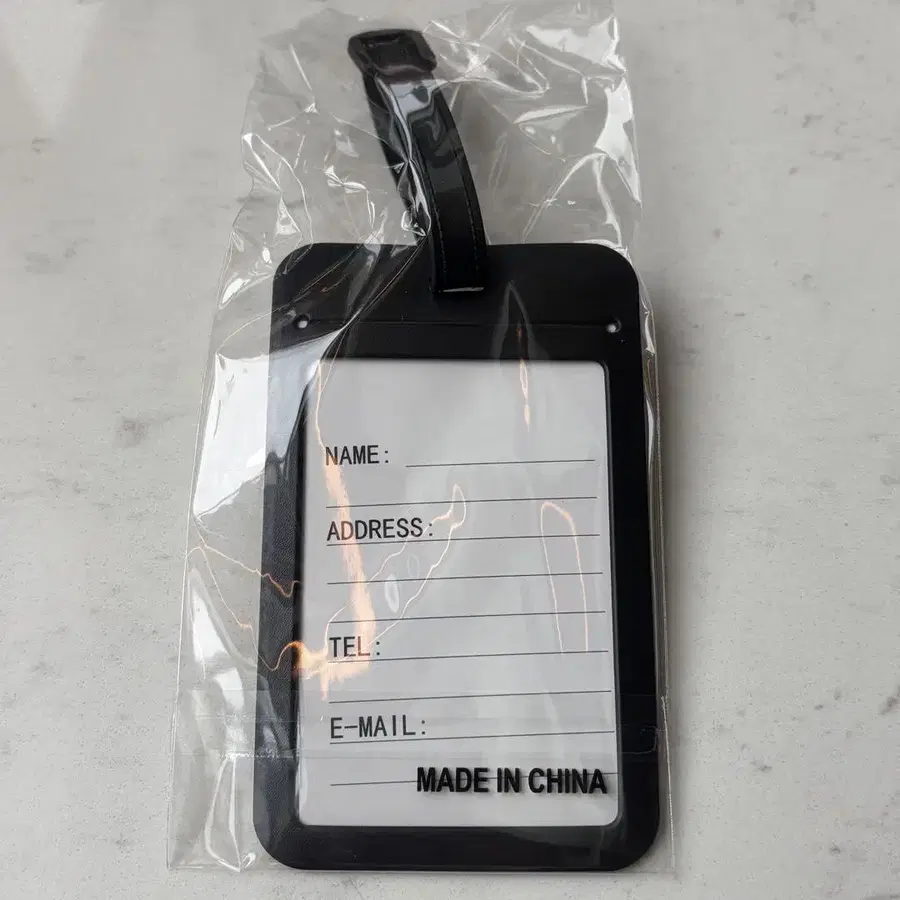 NAME:
ADDRESS:
TEL:
E-MAIL:
MADE IN CHINA